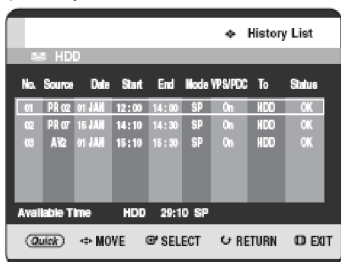 History List
HDD
No. Source Date Start End Mode VPS/PDC To Status
01 PR 02 01 JAN 12:00 14:00 SP On HDD OK
02 PR 07 15 JAN 14:10 14:30 SP On HDD OK
03 AV2 01 JAN 15:10 15:30 SP On HDD OK
Available Time HDD 29:10 SP
Quick MOVE SELECT RETURN EXIT